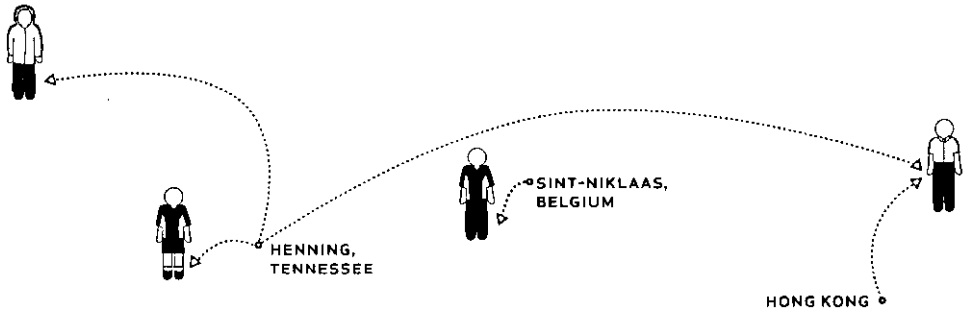 SINT-NIKLAAS,
BELGIUM
HENNING,
TENNESSEE
HONG KONG